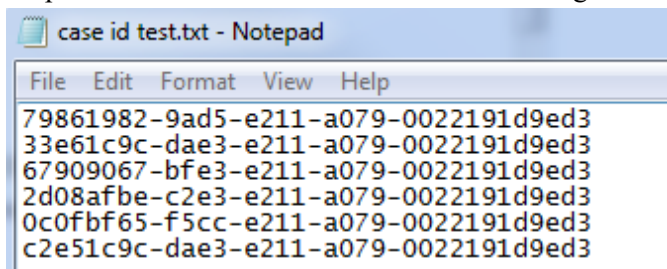 case id test.txt - Notepad
File Edit Format View Help
79861982-9ad5-e211-a079-0022191d9ed3
33e61c9c-dae3-e211-a079-0022191d9ed3
67909067-bfe3-e211-a079-0022191d9ed3
2d08afbe-c2e3-e211-a079-0022191d9ed3
0c0fbf65-f5cc-e211-a079-0022191d9ed3
c2e51c9c-dae3-e211-a079-0022191d9ed3